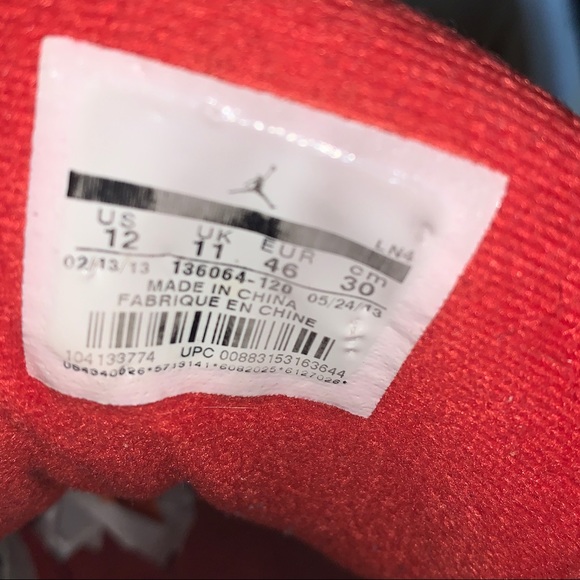 LN4
US UK EUR cm
12 11 46 30
02/13/13 136064-120 05/24/13
MADE IN CHINA
FABRIQUE EN CHINE
104133774 UPC 00883153163644